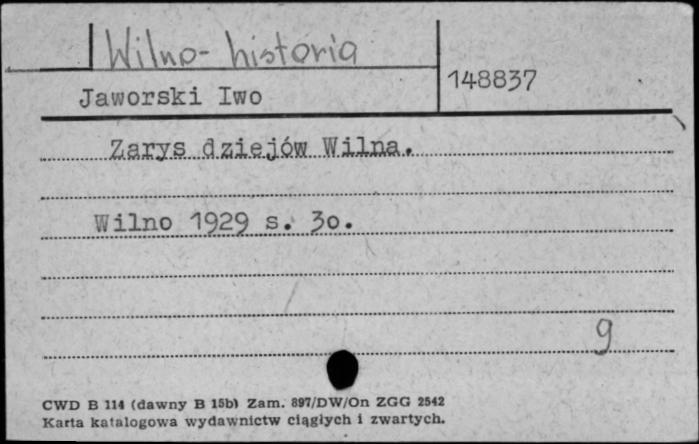 Wilno - historia
148837
Jaworski Iwo
Zarys dziejów Wilna.
Wilno 1929 s. 30.
9
CWD B 114 (dawny B 15b) Zam. 897/DW/On ZGG 2542
Karta katalogowa wydawnictw ciągłych i zwartych.